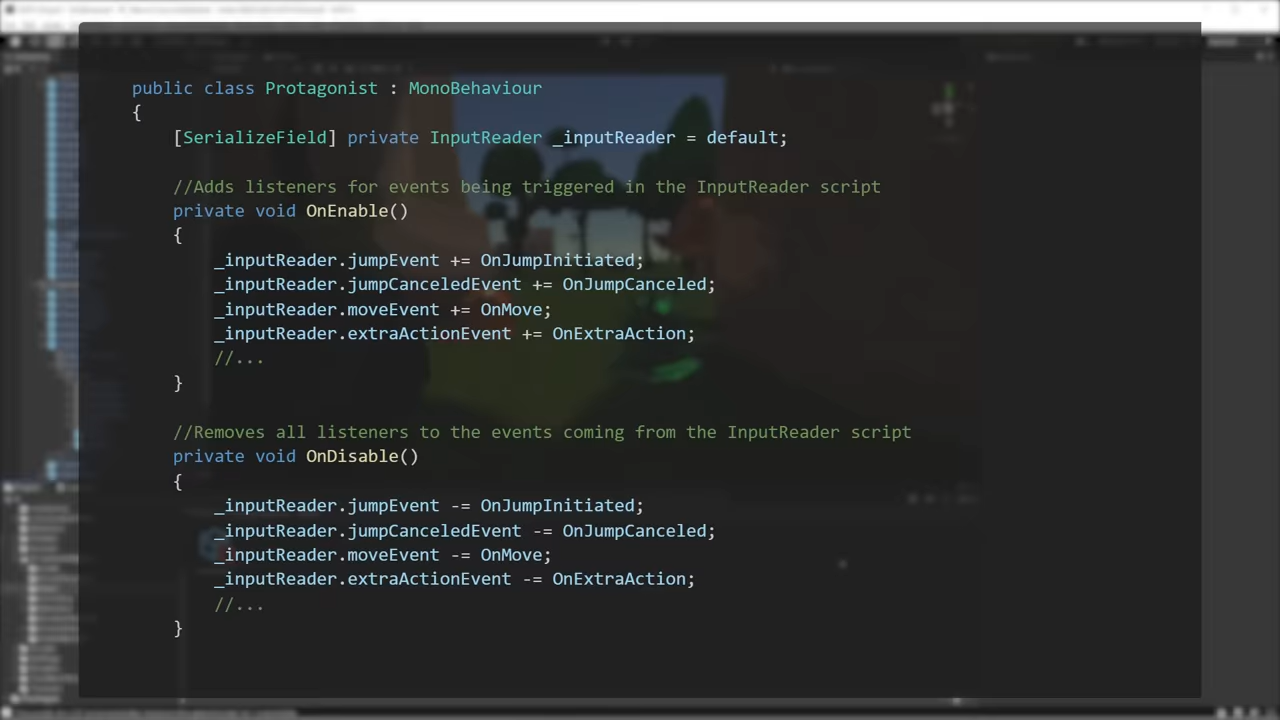 public class Protagonist : MonoBehaviour
{
[SerializeField] private InputReader _inputReader = default;
//Adds listeners for events being triggered in the InputReader script
private void OnEnable()
{
_inputReader.jumpEvent += OnJumpInitiated;
_inputReader.jumpCanceledEvent += OnJumpCanceled;
_inputReader.moveEvent += OnMove;
_inputReader.extraActionEvent += OnExtraAction;
//...
}
//Removes all listeners to the events coming from the InputReader script
private void OnDisable()
{
_inputReader.jumpEvent -= OnJumpInitiated;
_inputReader.jumpCanceledEvent -= OnJumpCanceled;
_inputReader.moveEvent -= OnMove;
_inputReader.extraActionEvent -= OnExtraAction;
//...
}